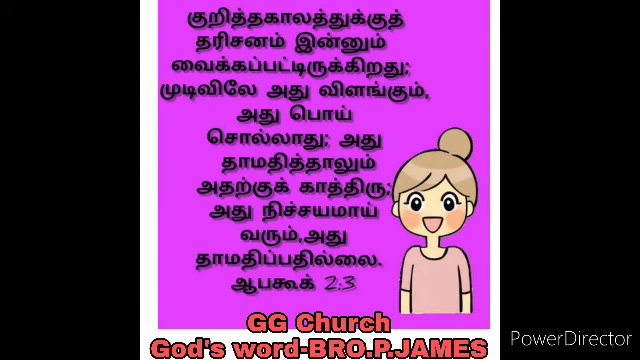 குறித்தகாலத்துக்குத்
தரிசனம் இன்னும்
வைக்கப்பட்டிருக்கிறது;
முடிவிலே அது விளங்கும்,
அது பொய்
சொல்லாது; அது
தாமதித்தாலும்
அதற்குக் காத்திரு;
அது நிச்சயமாய்
வரும்,அது
தாமதிப்பதில்லை.
ஆபகூக் 2:3
GG Church
God's word-BRO.P.JAMES
PowerDirector